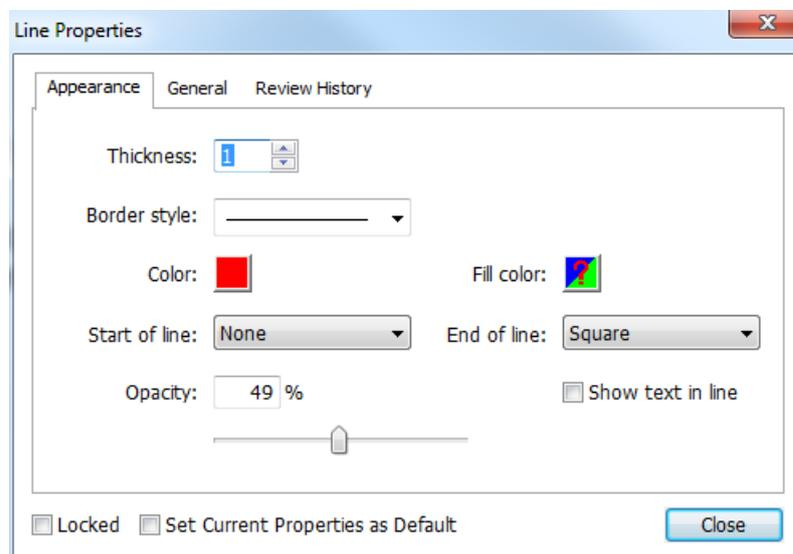 Line Properties
Appearance General Review History
Thickness: 1
Border style:
Color: Fill color: ?
Start of line: None End of line: Square
Opacity: 49 % Show text in line
Locked Set Current Properties as Default Close